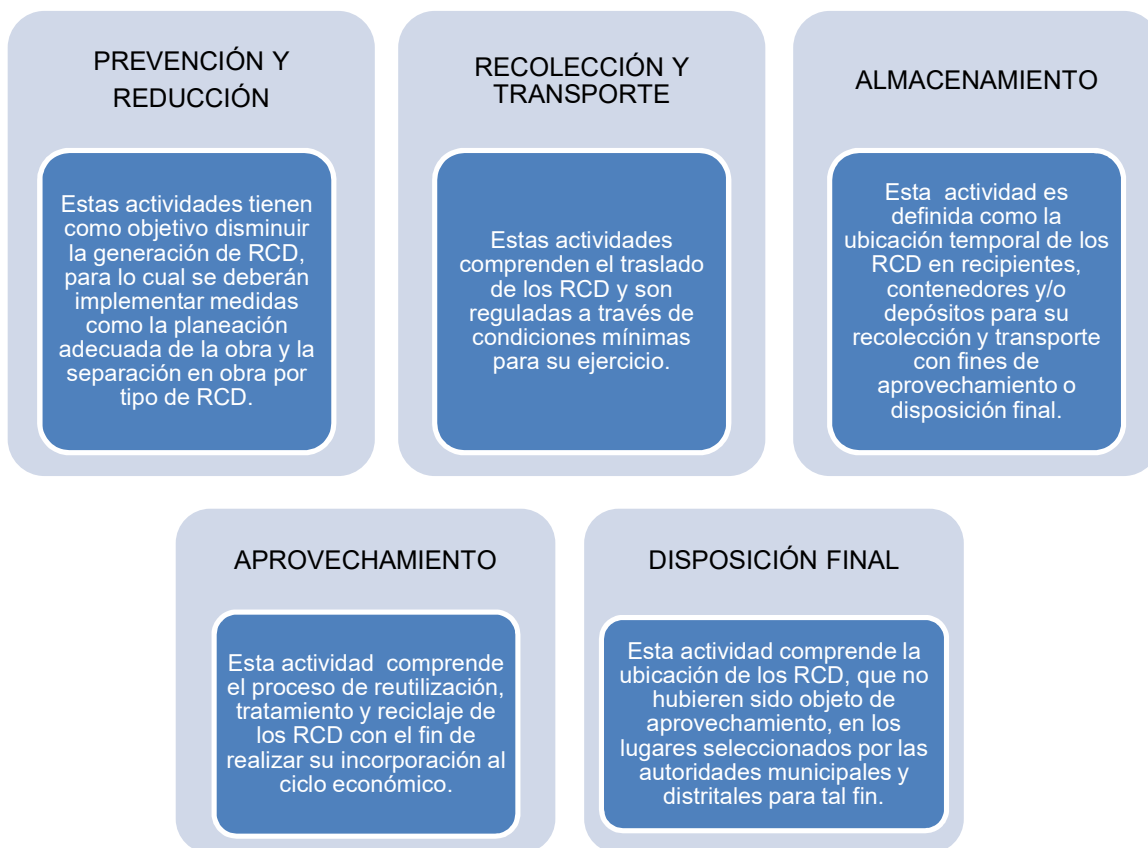 PREVENCIÓN Y
REDUCCIÓN
Estas actividades tienen
como objetivo disminuir
la generación de RCD,
para lo cual se deberán
implementar medidas
como la planeación
adecuada de la obra y la
separación en obra por
tipo de RCD.
RECOLECCIÓN Y
TRANSPORTE
Estas actividades
comprenden el traslado
de los RCD y son
reguladas a través de
condiciones mínimas
para su ejercicio.
ALMACENAMIENTO
Esta actividad es
definida como la
ubicación temporal de los
RCD en recipientes,
contenedores y/o
depósitos para su
recolección y transporte
con fines de
aprovechamiento o
disposición final.
APROVECHAMIENTO
Esta actividad comprende
el proceso de reutilización,
tratamiento y reciclaje de
los RCD con el fin de
realizar su incorporación al
ciclo económico.
DISPOSICIÓN FINAL
Esta actividad comprende la
ubicación de los RCD, que no
hubieren sido objeto de
aprovechamiento, en los
lugares seleccionados por las
autoridades municipales y
distritales para tal fin.